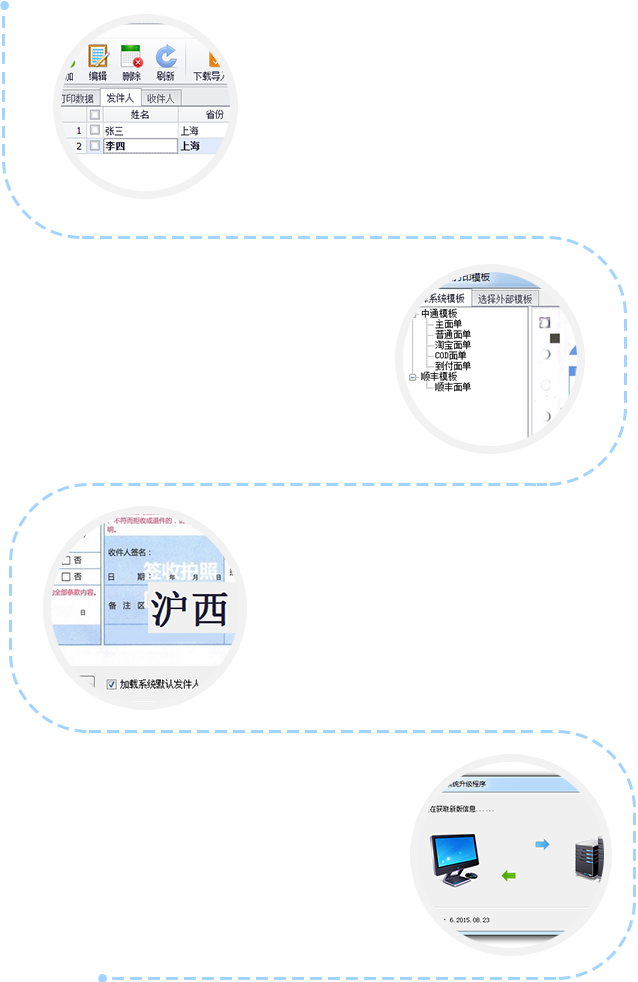 加 编辑 删除 刷新 下载导入
打印数据 发件人 收件人
姓名 省份
1 张三 上海
2 李四 上海
打印模板
系统模板 选择外部模板
中通模板
主面单
普通面单
淘宝面单
COD面单
到付面单
顺丰模板
顺丰面单
不符而拒收或退件的，
明。
否 收件人签名：
签收拍照
否 日 期： 年 月 日
全部条款内容。
备 注 区
日
沪西
加载系统默认发件人
系统升级程序
在获取新版信息......
6.2015.08.23